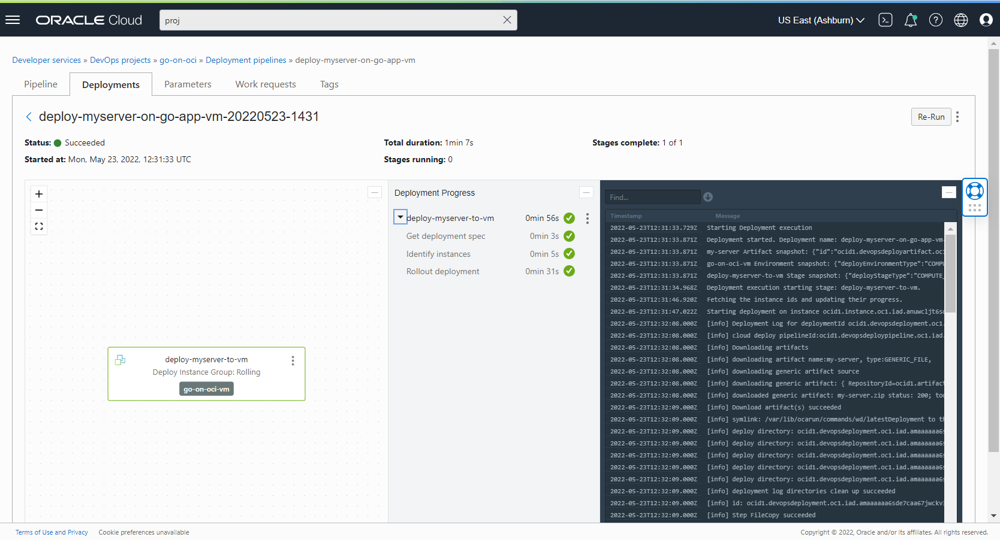 ORACLE Cloud
proj
US East (Ashburn)
Developer services » DevOps projects » go-on-oci » Deployment pipelines » deploy-myserver-on-go-app-vm
Pipeline
Deployments
Parameters
Work requests
Tags
deploy-myserver-on-go-app-vm-20220523-1431
Re-Run
Status: Succeeded
Total duration: 1min 7s
Stages complete: 1 of 1
Started at: Mon, May 23, 2022, 12:31:33 UTC
Stages running: 0
deploy-myserver-to-vm
Deploy Instance Group: Rolling
go-on-oci-vm
Deployment Progress
deploy-myserver-to-vm 0min 56s
Get deployment spec 0min 3s
Identify instances 0min 5s
Rollout deployment 0min 31s
Find...
Timestamp Message
2022-05-23T12:31:33.729Z Starting Deployment execution
2022-05-23T12:31:33.871Z Deployment started. Deployment name: deploy-myserver-on-go-app-vm-
2022-05-23T12:31:33.871Z my-server Artifact snapshot: {"id":"ocid1.devopsdeployartifact.oc1
2022-05-23T12:31:33.871Z go-on-oci-vm Environment snapshot: {"deployEnvironmentType":"COMPU
2022-05-23T12:31:33.871Z deploy-myserver-to-vm Stage snapshot: {"deployStageType":"COMPUTE_
2022-05-23T12:31:34.968Z Deployment execution starting stage: deploy-myserver-to-vm.
2022-05-23T12:31:46.920Z Fetching the instance ids and updating their progress.
2022-05-23T12:31:47.022Z Starting deployment on instance ocid1.instance.oc1.iad.anuwcljt6sd
2022-05-23T12:32:08.000Z [info] Deployment Log for deploymentId ocid1.devopsdeployment.oc1.
2022-05-23T12:32:08.000Z [info] cloud deploy pipelineId:ocid1.devopsdeploypipeline.oc1.iad.
2022-05-23T12:32:08.000Z [info] Downloading artifacts
2022-05-23T12:32:08.000Z [info] downloading artifact name:my-server, type:GENERIC_FILE,
2022-05-23T12:32:08.000Z [info] downloading generic artifact source
2022-05-23T12:32:08.000Z [info] downloading generic artifact: { RepositoryId=ocid1.artifact
2022-05-23T12:32:08.000Z [info] downloaded generic artifact: my-server.zip status: 200; too
2022-05-23T12:32:09.000Z [info] Download artifact(s) succeeded
2022-05-23T12:32:09.000Z [info] symlink: /var/lib/ocarun/commands/wd/latestDeployment to th
2022-05-23T12:32:09.000Z [info] deploy directory: ocid1.devopsdeployment.oc1.iad.amaaaaaa6s
2022-05-23T12:32:09.000Z [info] deploy directory: ocid1.devopsdeployment.oc1.iad.amaaaaaa6s
2022-05-23T12:32:09.000Z [info] deploy directory: ocid1.devopsdeployment.oc1.iad.amaaaaaa6s
2022-05-23T12:32:09.000Z [info] deploy directory: ocid1.devopsdeployment.oc1.iad.amaaaaaa6s
2022-05-23T12:32:09.000Z [info] deploy directory: ocid1.devopsdeployment.oc1.iad.amaaaaaa6s
2022-05-23T12:32:09.000Z [info] deployment log directories clean up succeeded
2022-05-23T12:32:09.000Z [info] id: ocid1.devopsdeployment.oc1.iad.amaaaaaa6sde7caa67jwckv3
2022-05-23T12:32:09.000Z [info] Step FileCopy succeeded
Terms of Use and Privacy
Cookie preferences unavailable
Copyright © 2022, Oracle and/or its affiliates. All rights reserved.